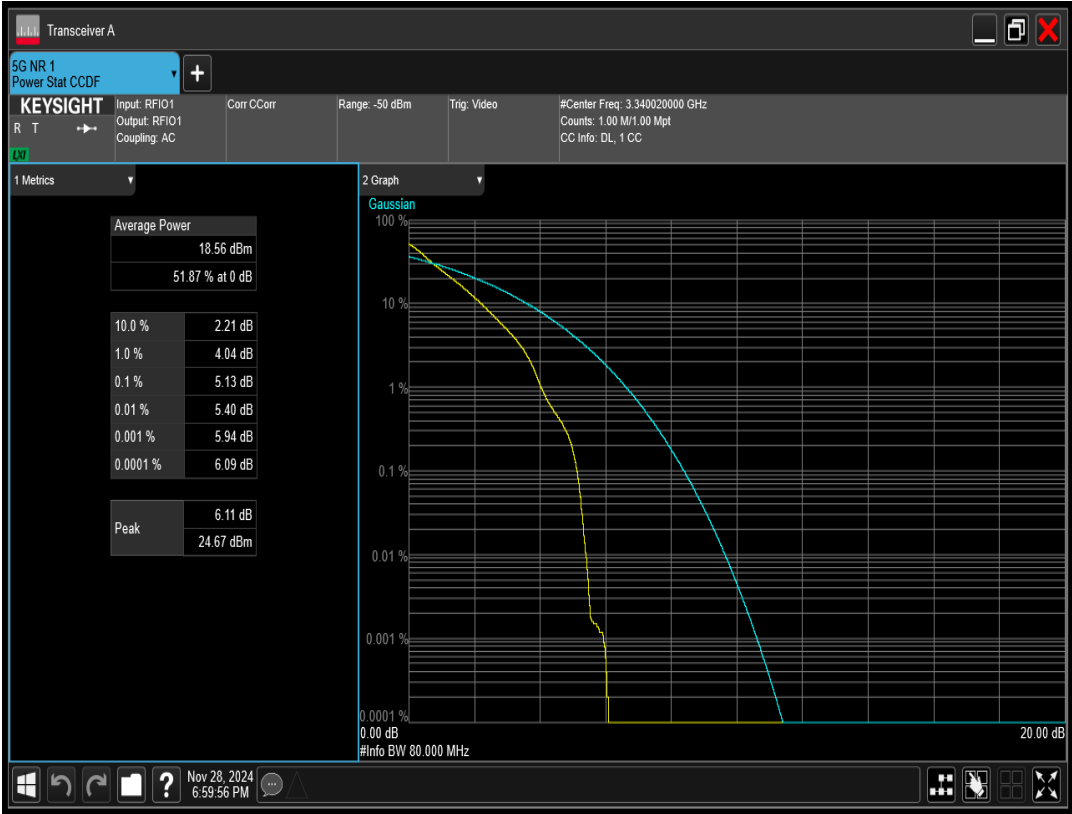 Transceiver A
5G NR 1
Power Stat CCDF
KEYSIGHT
R T
LXI
Input: RFIO1
Output: RFIO1
Coupling: AC
Corr CCorr
Range: -50 dBm
Trig: Video
#Center Freq: 3.340020000 GHz
Counts: 1.00 M/1.00 Mpt
CC Info: DL, 1 CC
1 Metrics
Average Power
18.56 dBm
51.87 % at 0 dB
10.0 % 2.21 dB
1.0 % 4.04 dB
0.1 % 5.13 dB
0.01 % 5.40 dB
0.001 % 5.94 dB
0.0001 % 6.09 dB
Peak 6.11 dB
24.67 dBm
2 Graph
Gaussian
100 %
10 %
1 %
0.1 %
0.01 %
0.001 %
0.0001 %
0.00 dB 20.00 dB
#Info BW 80.000 MHz
Nov 28, 2024
6:59:56 PM